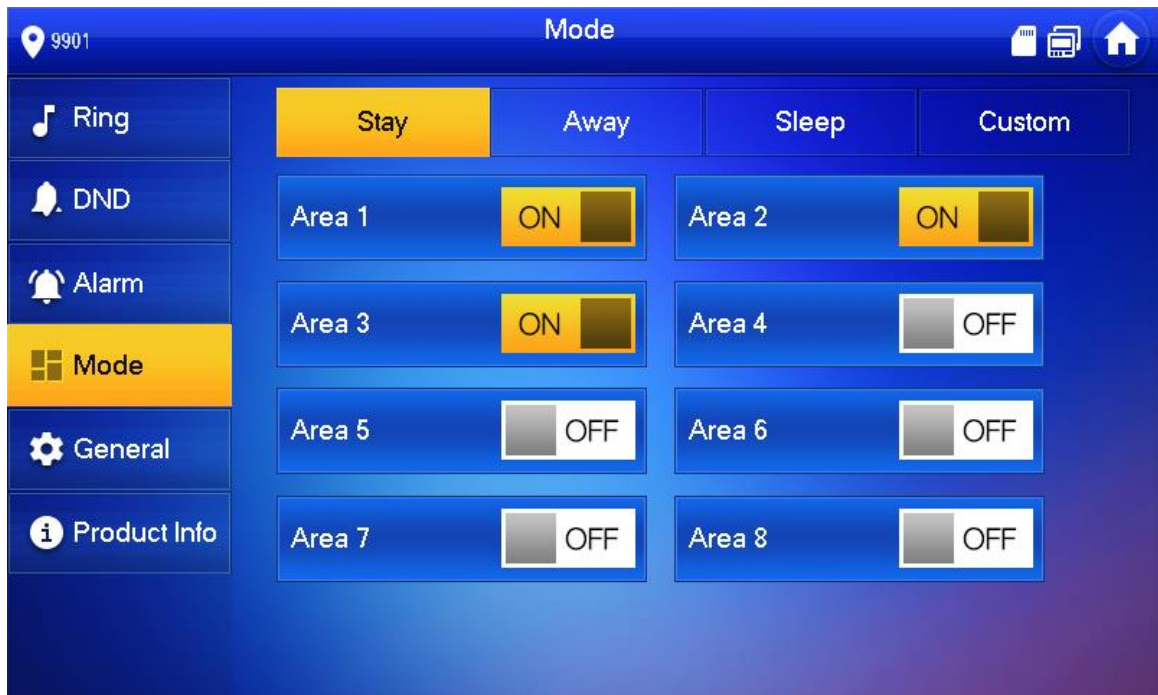 9901
Mode
Ring
DND
Alarm
Mode
General
Product Info
Stay Away Sleep Custom
Area 1 ON Area 2 ON
Area 3 ON Area 4 OFF
Area 5 OFF Area 6 OFF
Area 7 OFF Area 8 OFF